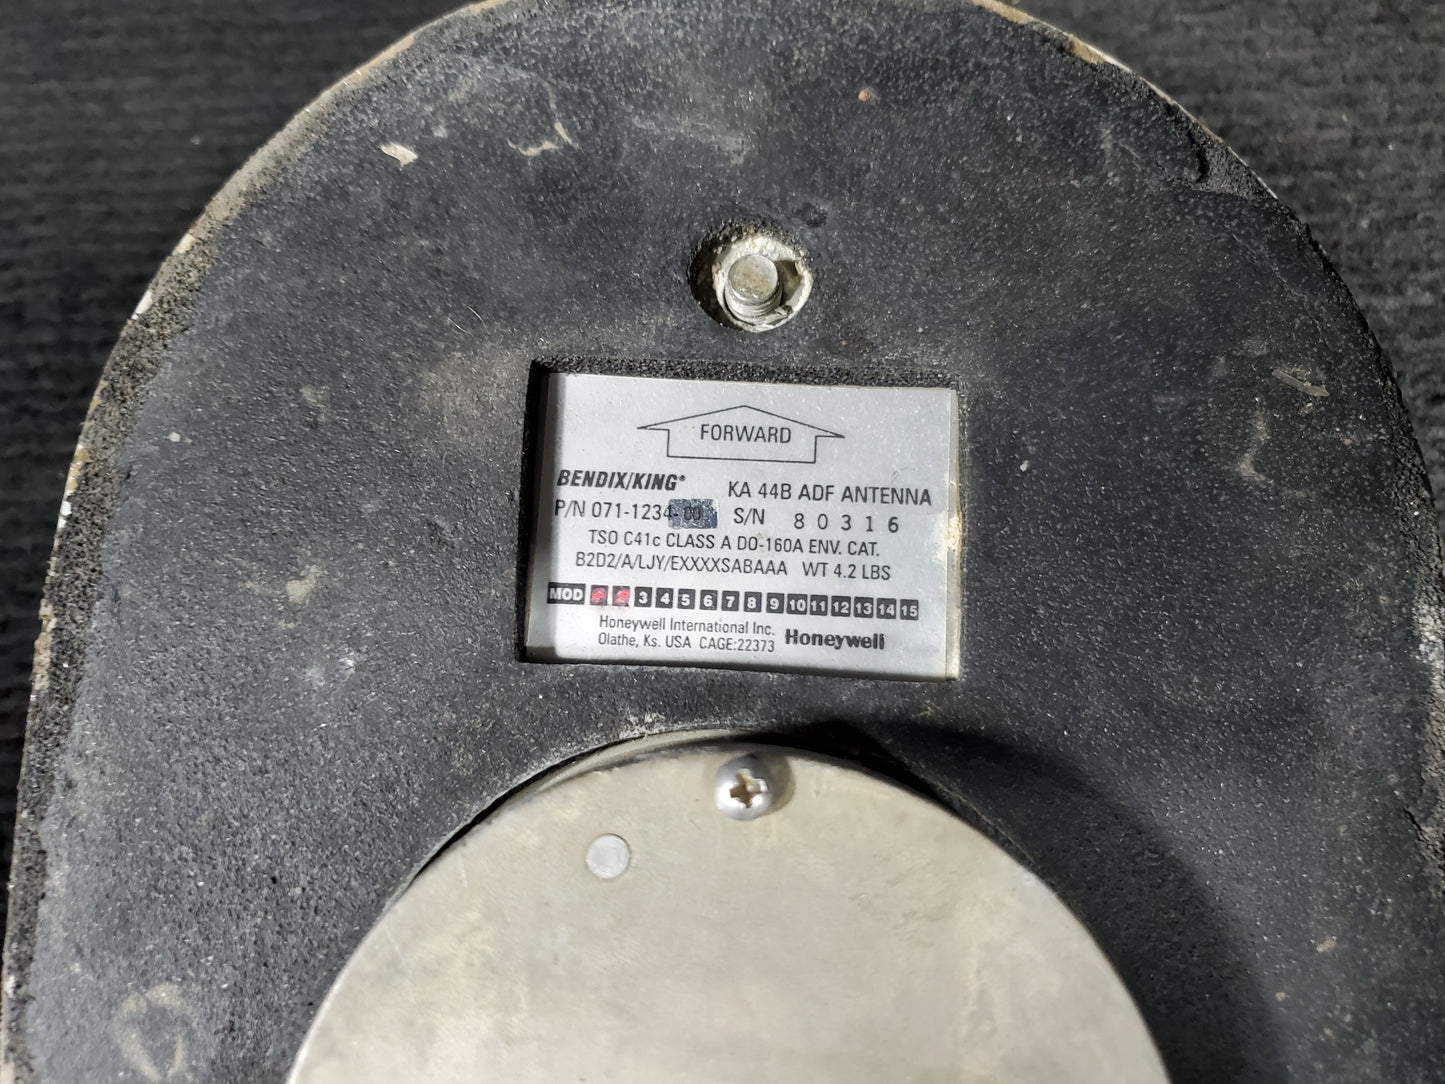 FORWARD
BENDIX/KING® KA 44B ADF ANTENNA
P/N 071-1234-00 S/N 80316
TSO C41c CLASS A DO-160A ENV. CAT.
B2D2/A/LJY/EXXXXSABAAA WT 4.2 LBS
MOD 3 4 5 6 7 8 9 10 11 12 13 14 15
Honeywell International Inc.
Olathe, Ks. USA CAGE:22373 Honeywell